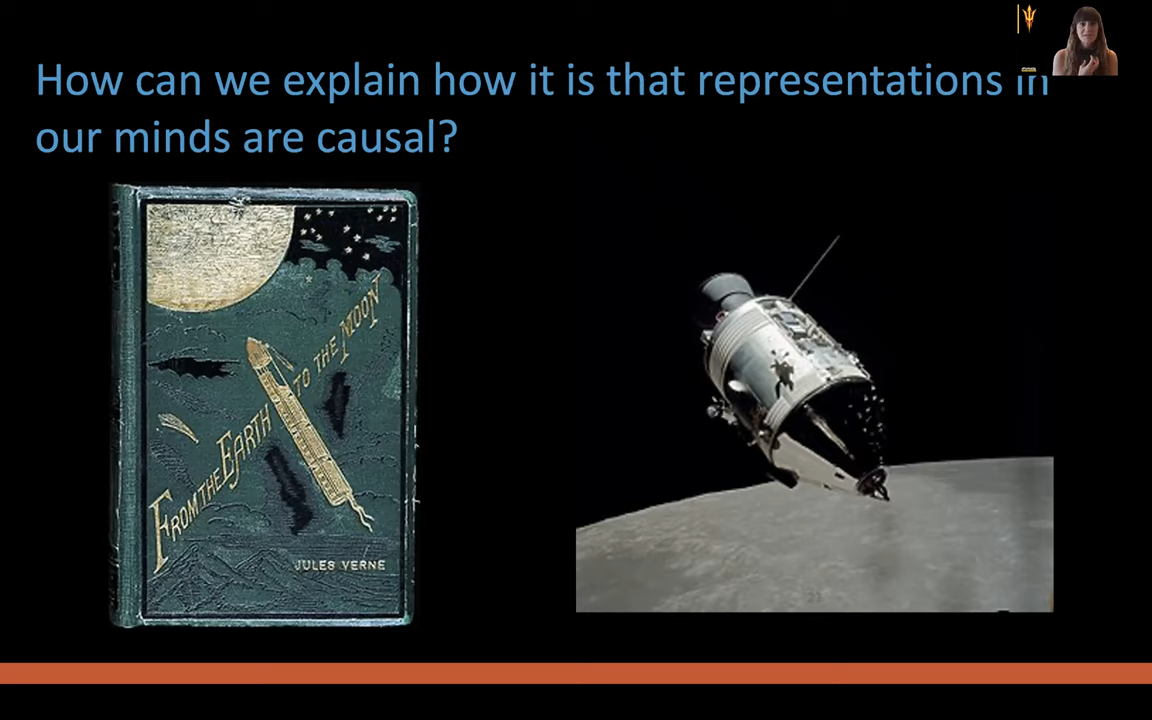 How can we explain how it is that representations in
our minds are causal?
FROM THE EARTH TO THE MOON
JULES VERNE